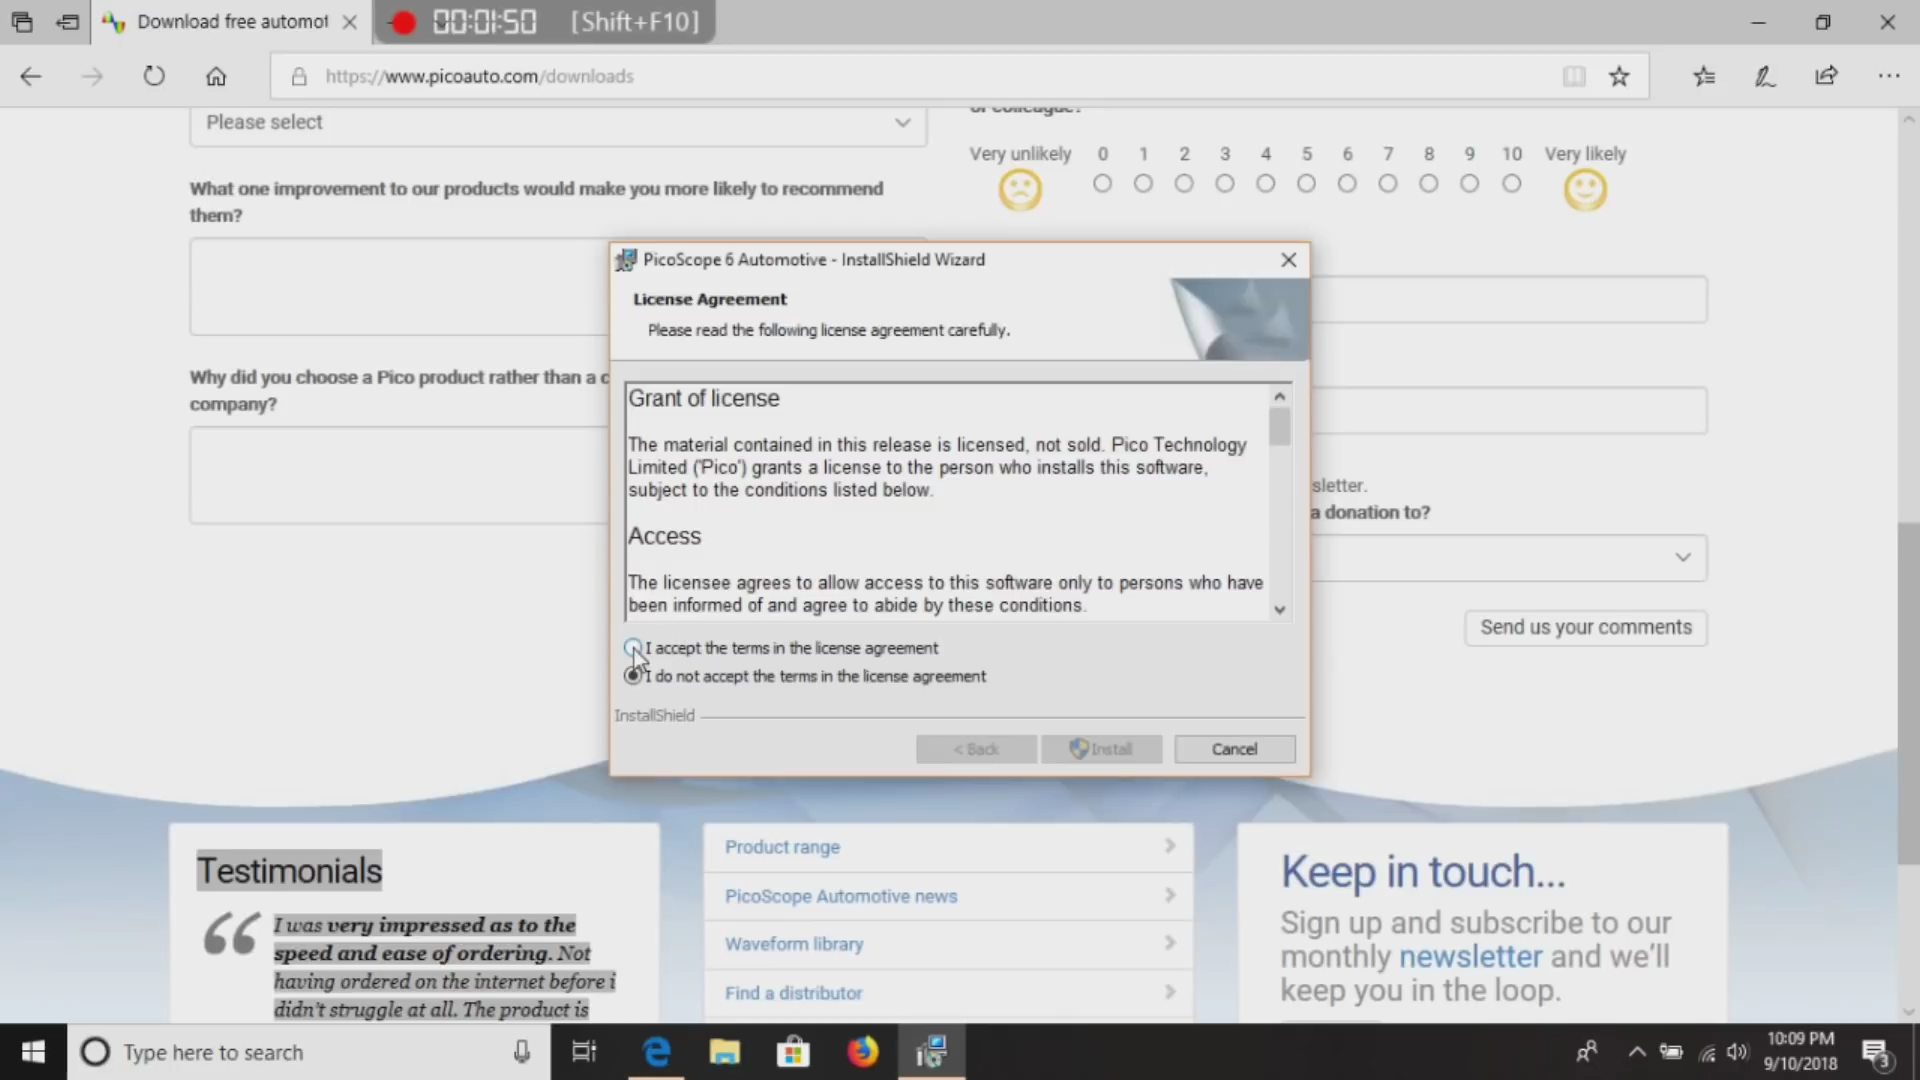 Download free automot
00:01:50 [Shift+F10]
https://www.picoauto.com/downloads
Please select
or colleague?
Very unlikely 0 1 2 3 4 5 6 7 8 9 10 Very likely
What one improvement to our products would make you more likely to recommend
them?
Why did you choose a Pico product rather than a c
company?
PicoScope 6 Automotive - InstallShield Wizard
License Agreement
Please read the following license agreement carefully.
Grant of license
The material contained in this release is licensed, not sold. Pico Technology
Limited ('Pico') grants a license to the person who installs this software,
subject to the conditions listed below.
Access
The licensee agrees to allow access to this software only to persons who have
been informed of and agree to abide by these conditions.
I accept the terms in the license agreement
I do not accept the terms in the license agreement
InstallShield
< Back Install Cancel
sletter.
a donation to?
Send us your comments
Testimonials
I was very impressed as to the
speed and ease of ordering. Not
having ordered on the internet before i
didn't struggle at all. The product is
Product range
PicoScope Automotive news
Waveform library
Find a distributor
Keep in touch...
Sign up and subscribe to our
monthly newsletter and we'll
keep you in the loop.
Type here to search
10:09 PM
9/10/2018
3